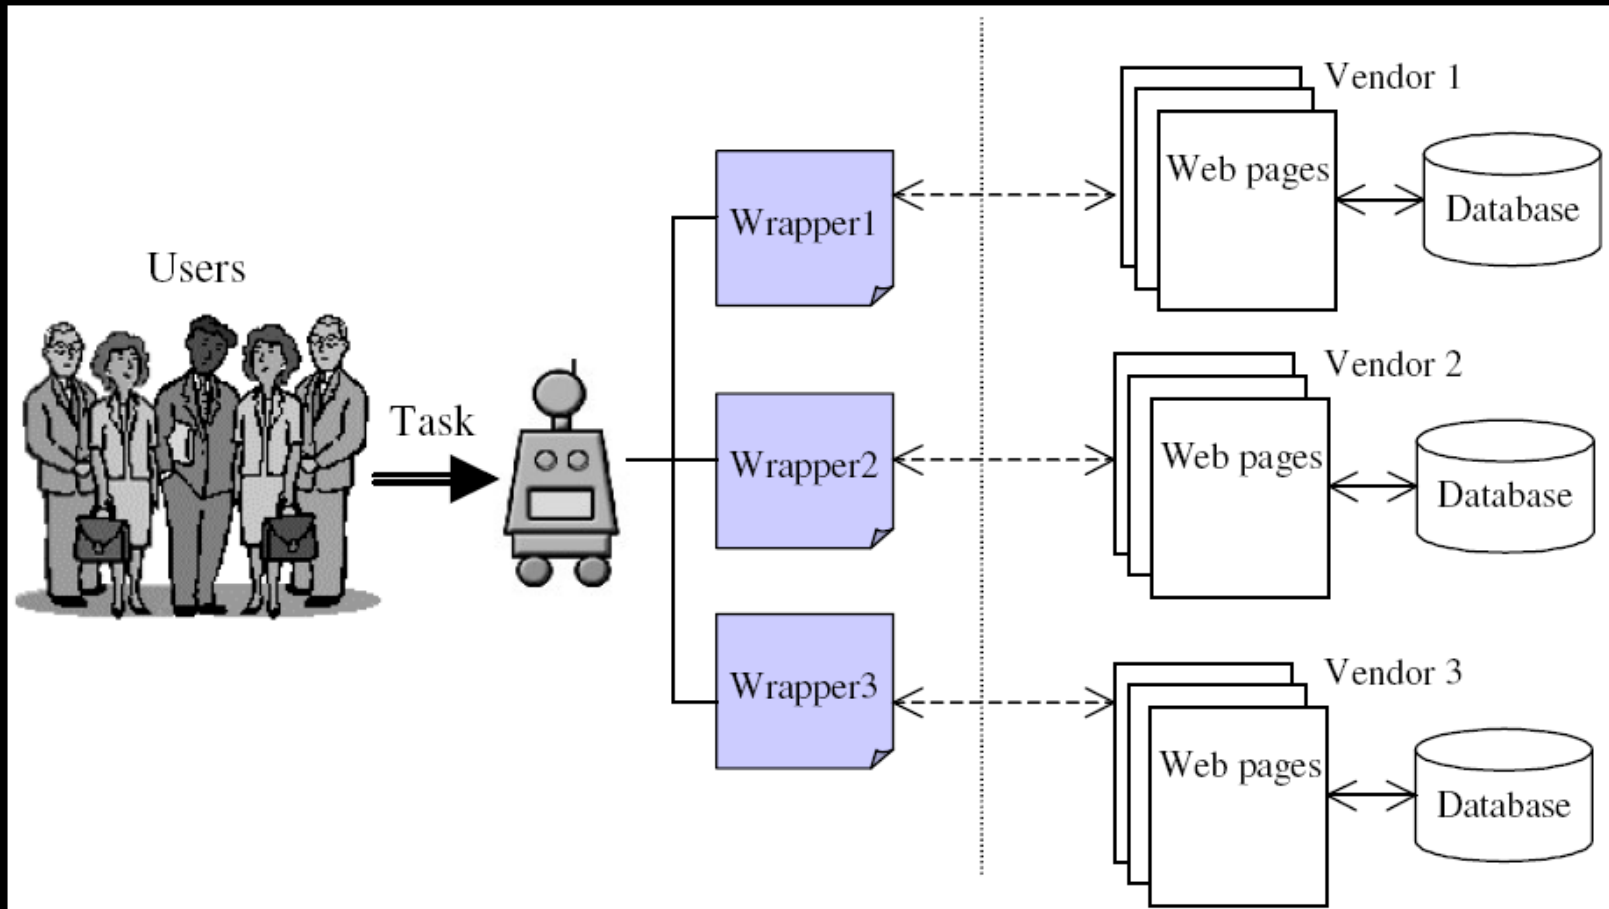 Users
Task
Wrapper1
Wrapper2
Wrapper3
Vendor 1
Web pages
Database
Vendor 2
Web pages
Database
Vendor 3
Web pages
Database